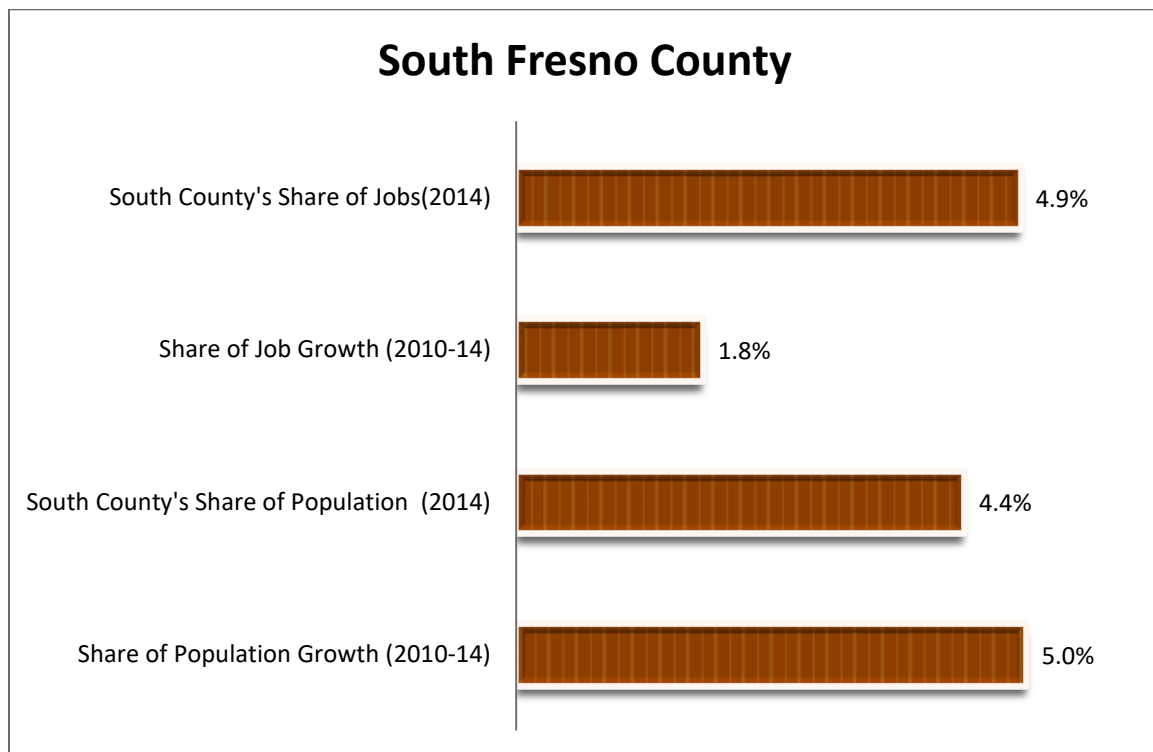 South Fresno County
South County's Share of Jobs(2014)
4.9%
Share of Job Growth (2010-14)
1.8%
South County's Share of Population  (2014)
4.4%
Share of Population Growth (2010-14)
5.0%